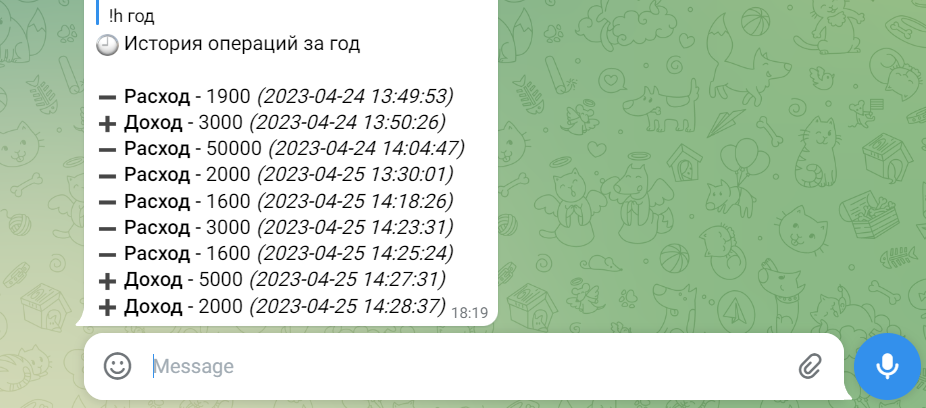 !h год
История операций за год
➖ Расход - 1900 (2023-04-24 13:49:53)
➕ Доход - 3000 (2023-04-24 13:50:26)
➖ Расход - 50000 (2023-04-24 14:04:47)
➖ Расход - 2000 (2023-04-25 13:30:01)
➖ Расход - 1600 (2023-04-25 14:18:26)
➖ Расход - 3000 (2023-04-25 14:23:31)
➖ Расход - 1600 (2023-04-25 14:25:24)
➕ Доход - 5000 (2023-04-25 14:27:31)
➕ Доход - 2000 (2023-04-25 14:28:37)
18:19
Message